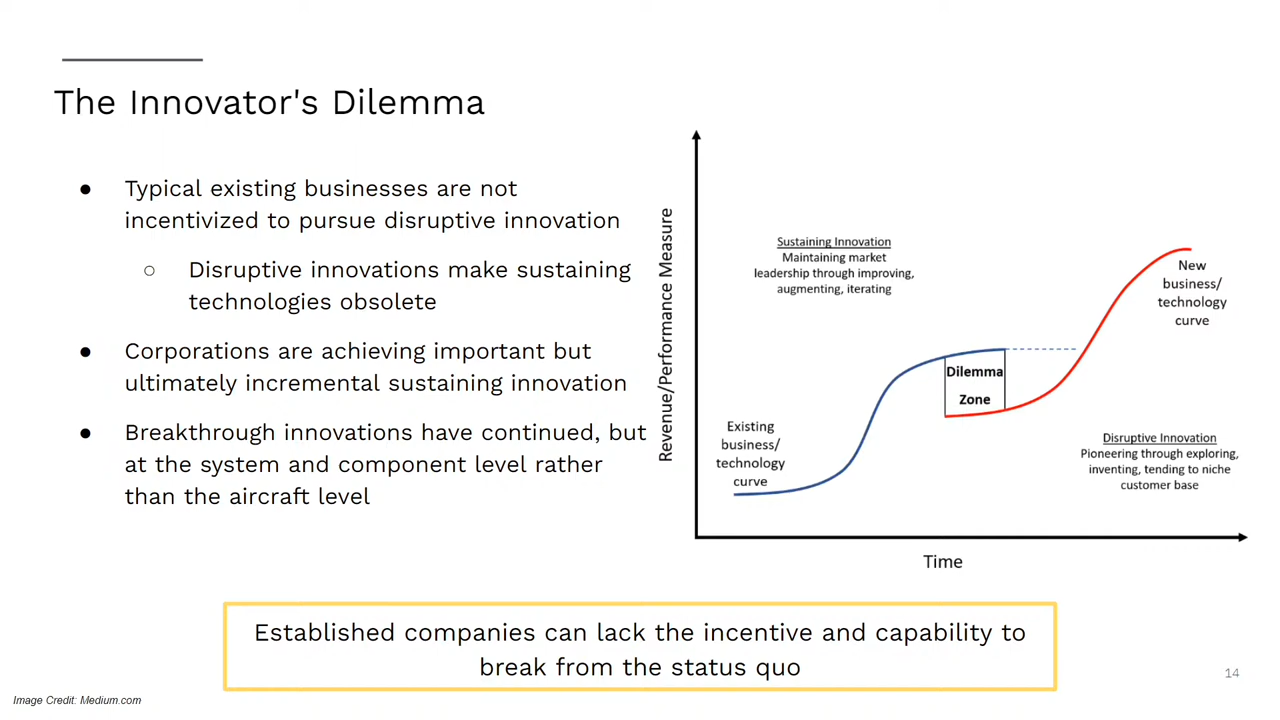 The Innovator's Dilemma
● Typical existing businesses are not
incentivized to pursue disruptive innovation
○ Disruptive innovations make sustaining
technologies obsolete
● Corporations are achieving important but
ultimately incremental sustaining innovation
● Breakthrough innovations have continued, but
at the system and component level rather
than the aircraft level
Revenue/Performance Measure
Sustaining Innovation
Maintaining market
leadership through improving,
augmenting, iterating
New
business/
technology
curve
Dilemma
Zone
Existing
business/
technology
curve
Disruptive Innovation
Pioneering through exploring,
inventing, tending to niche
customer base
Time
Established companies can lack the incentive and capability to
break from the status quo
14
Image Credit: Medium.com